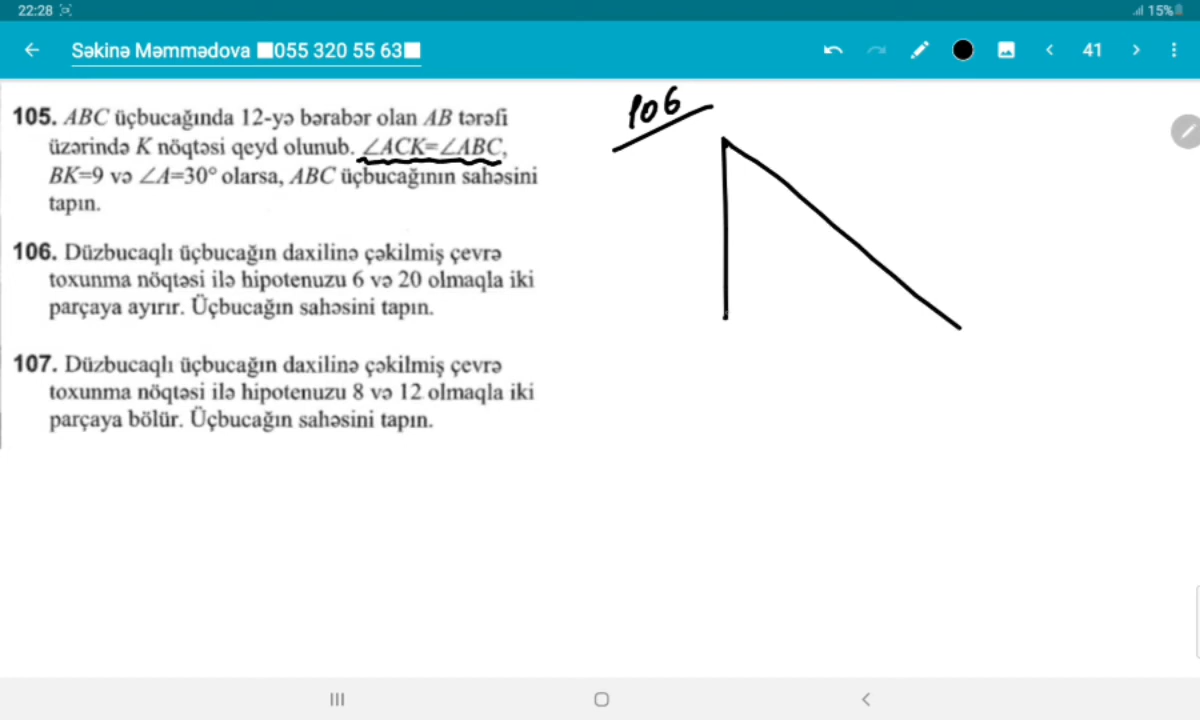 22:28
15%
Səkinə Məmmədova 055 320 55 63
41
105. ABC üçbucağında 12-yə bərabər olan AB tərəfi
üzərində K nöqtəsi qeyd olunub. ∠ACK=∠ABC,
BK=9 və ∠A=30° olarsa, ABC üçbucağının sahəsini
tapın.
106. Düzbucaqlı üçbucağın daxilinə çəkilmiş çevrə
toxunma nöqtəsi ilə hipotenuzu 6 və 20 olmaqla iki
parçaya ayırır. Üçbucağın sahəsini tapın.
107. Düzbucaqlı üçbucağın daxilinə çəkilmiş çevrə
toxunma nöqtəsi ilə hipotenuzu 8 və 12 olmaqla iki
parçaya bölür. Üçbucağın sahəsini tapın.
106